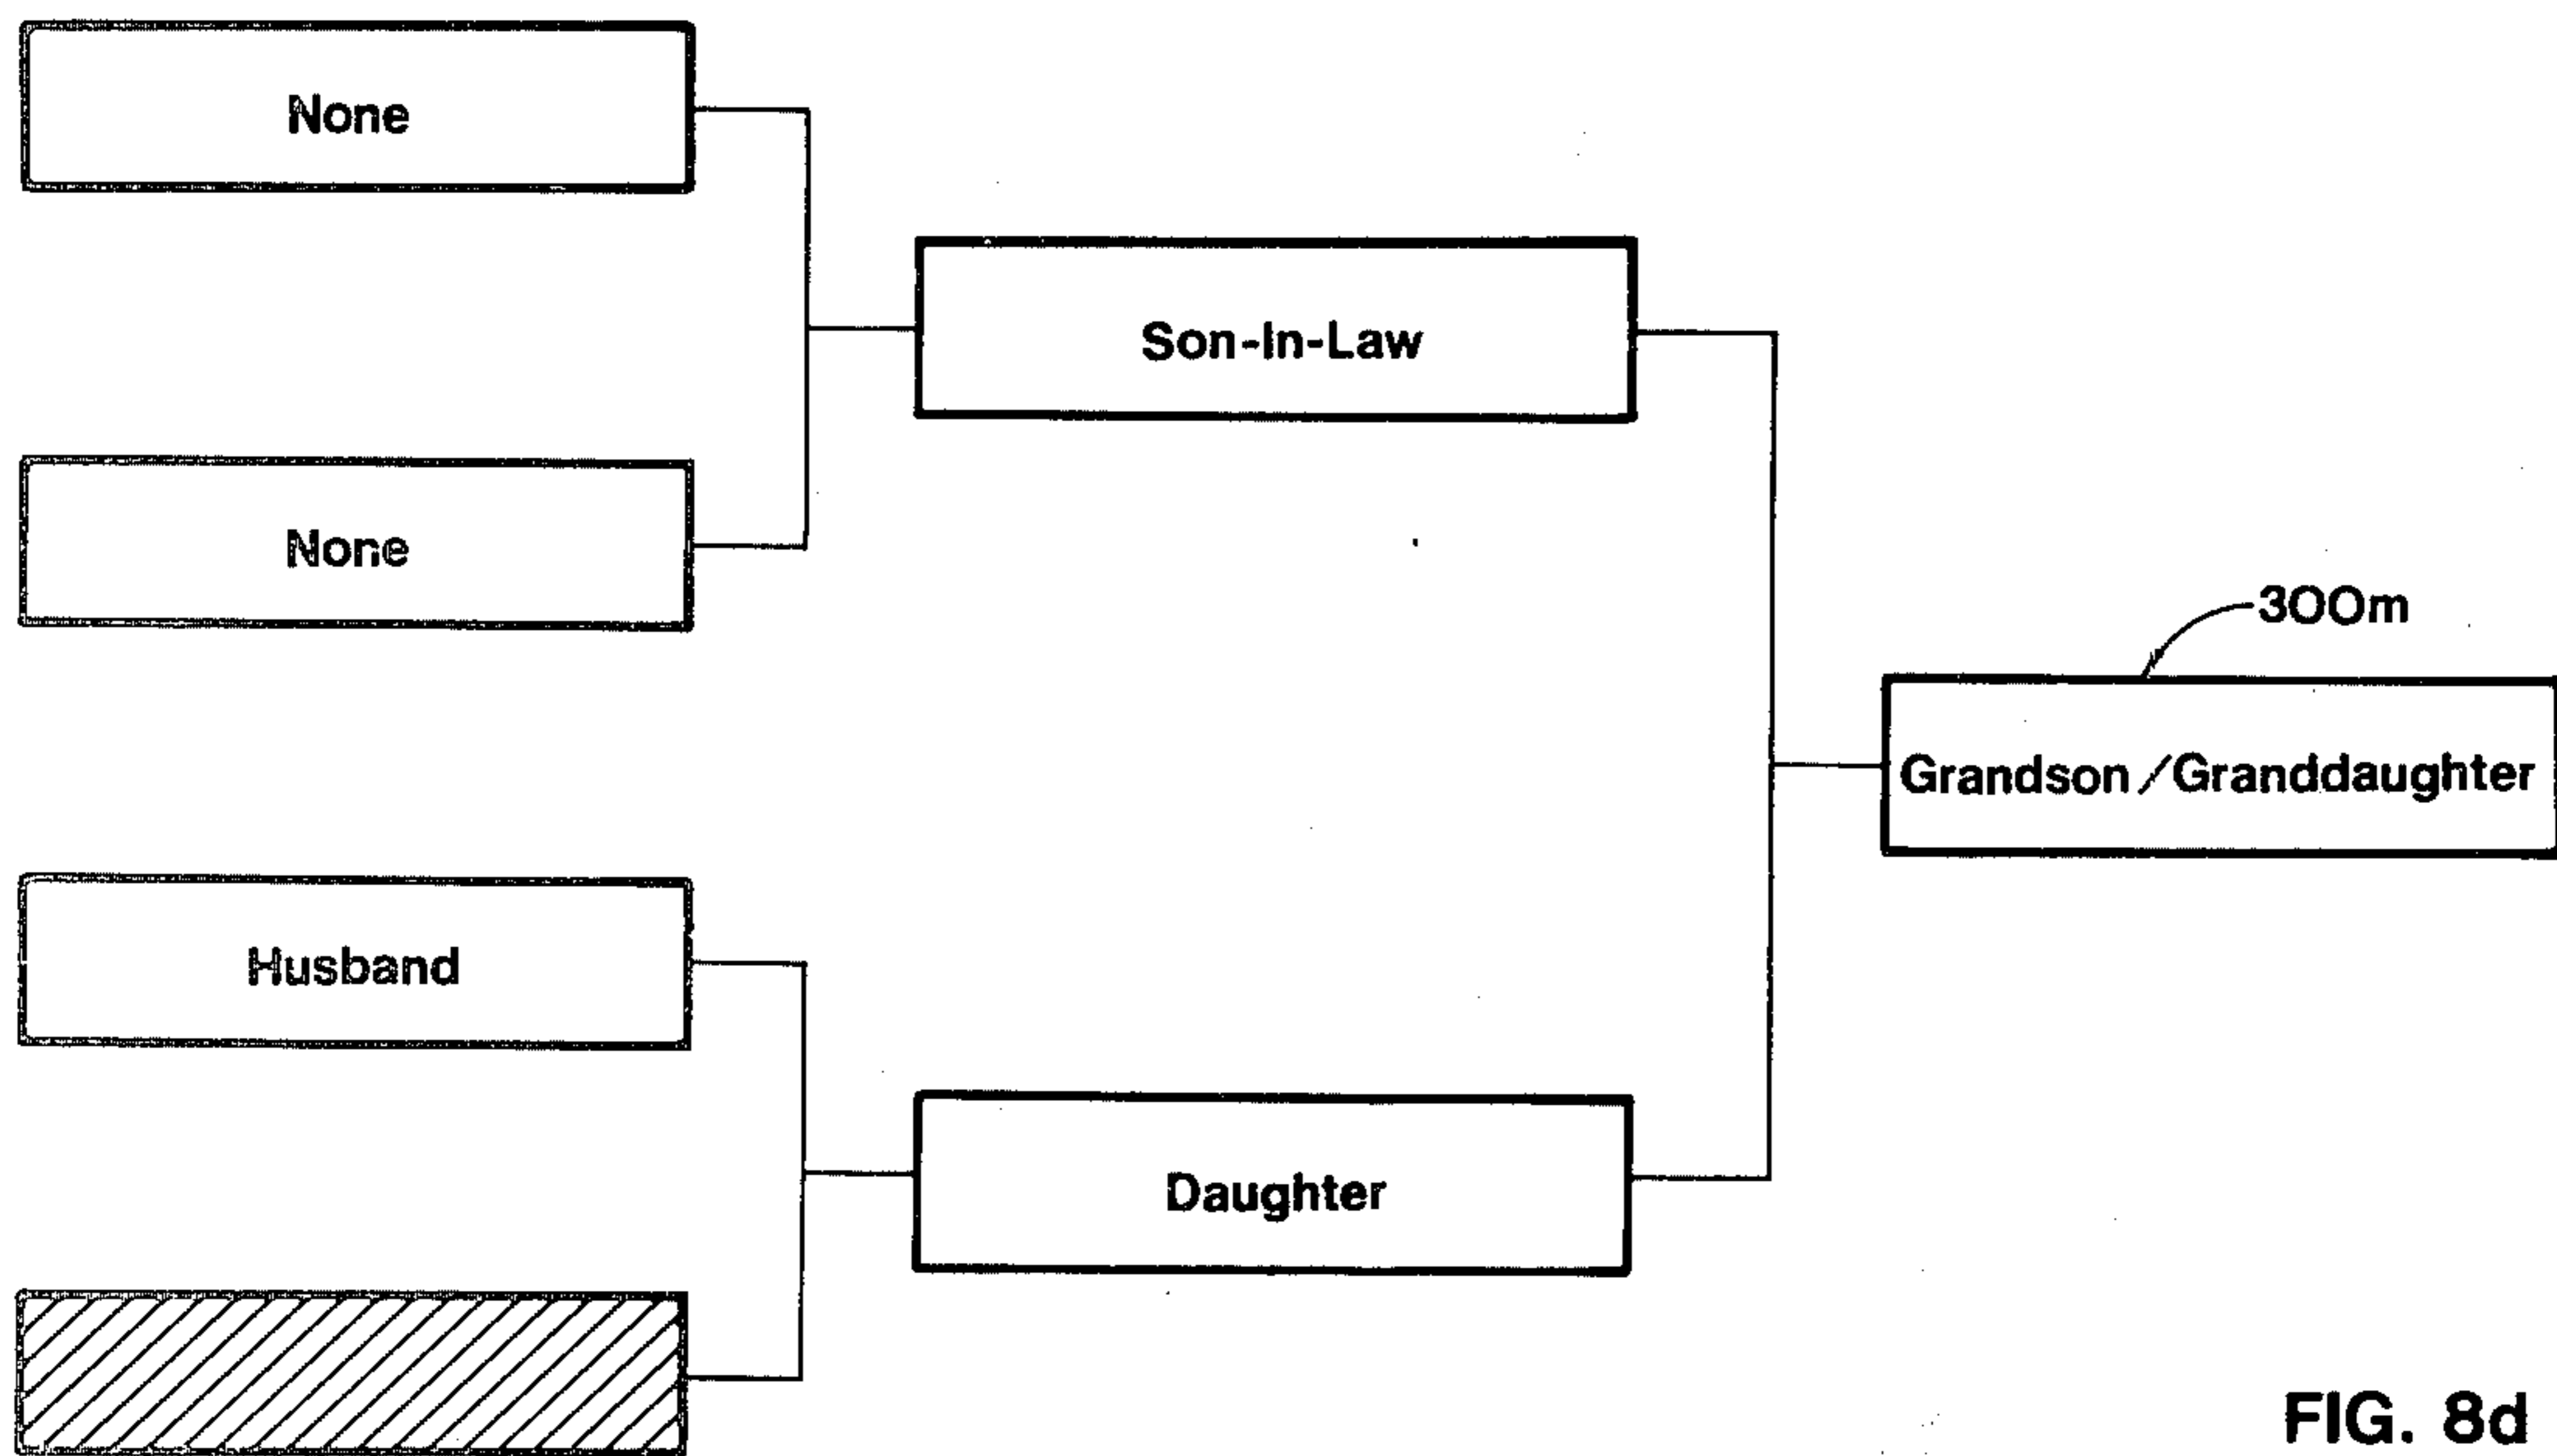 None
Son-In-Law
None
300m
Grandson/Granddaughter
Husband
Daughter
FIG. 8d